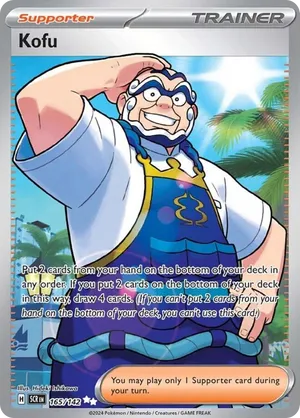 Supporter
TRAINER
Kofu
Put 2 cards from your hand on the bottom of your deck in
any order. If you put 2 cards on the bottom of your deck
in this way, draw 4 cards. (If you can't put 2 cards from your
hand on the bottom of your deck, you can't use this card.)
Illus. Hideki Ishikawa
H SCR EN 165/142 ★★
You may play only 1 Supporter card during
your turn.
©2024 Pokémon / Nintendo / Creatures / GAME FREAK